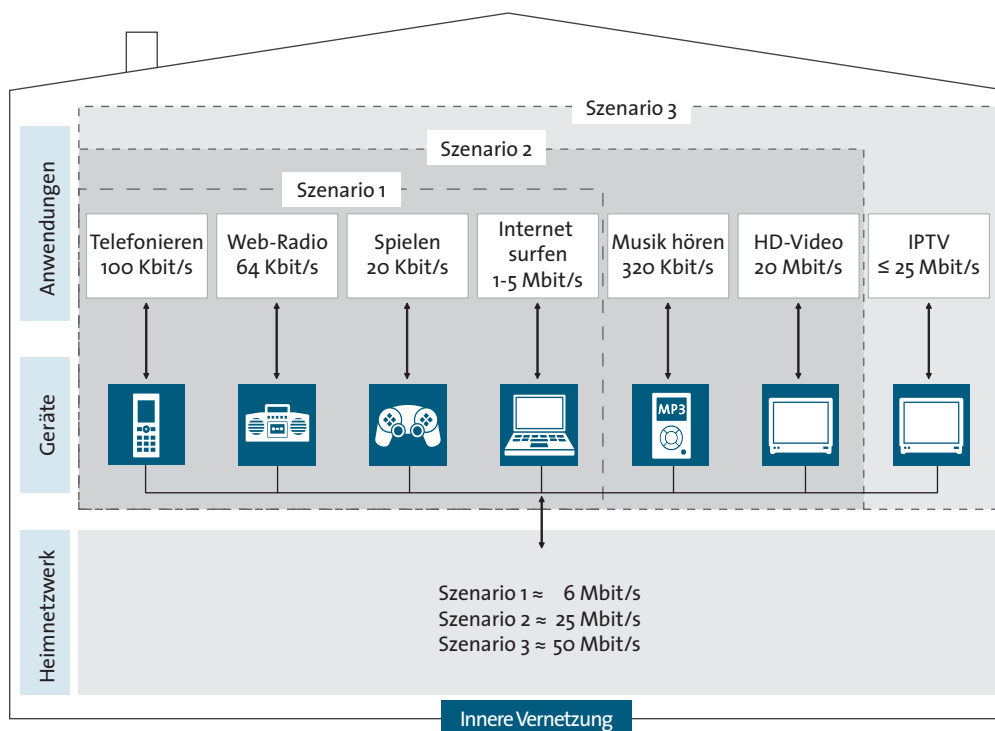 Szenario 3
Szenario 2
Szenario 1
Anwendungen
Telefonieren
100 Kbit/s
Web-Radio
64 Kbit/s
Spielen
20 Kbit/s
Internet
surfen
1-5 Mbit/s
Musik hören
320 Kbit/s
HD-Video
20 Mbit/s
IPTV
≤ 25 Mbit/s
Geräte
MP3
Heimnetzwerk
Szenario 1 ≈ 6 Mbit/s
Szenario 2 ≈ 25 Mbit/s
Szenario 3 ≈ 50 Mbit/s
Innere Vernetzung